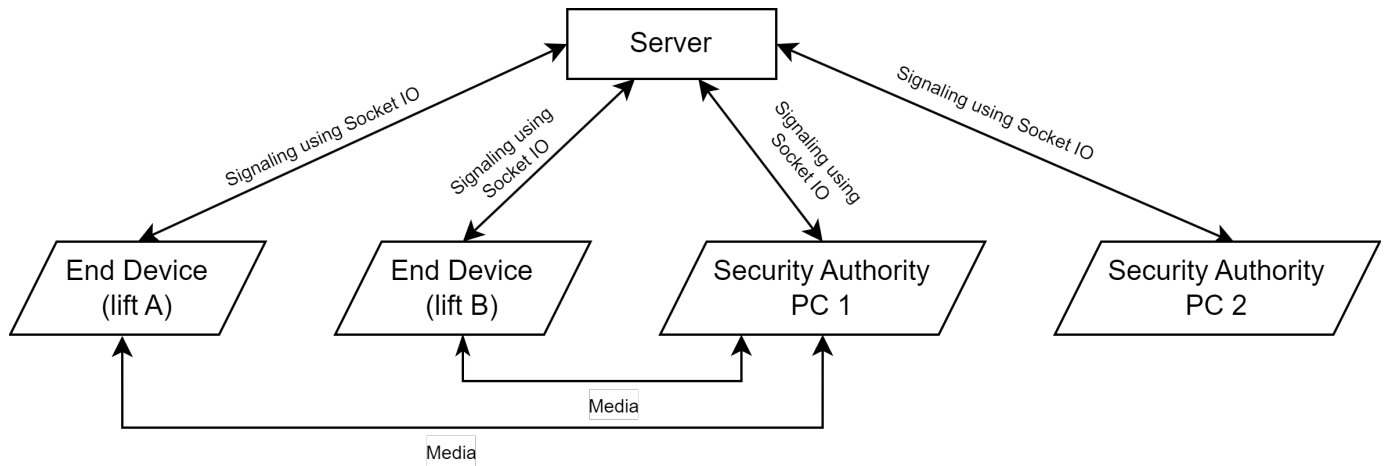 Server
Signaling using Socket IO
Signaling using
Socket IO
Signaling using
Socket IO
Signaling using Socket IO
End Device
(lift A)
End Device
(lift B)
Security Authority
PC 1
Security Authority
PC 2
Media
Media